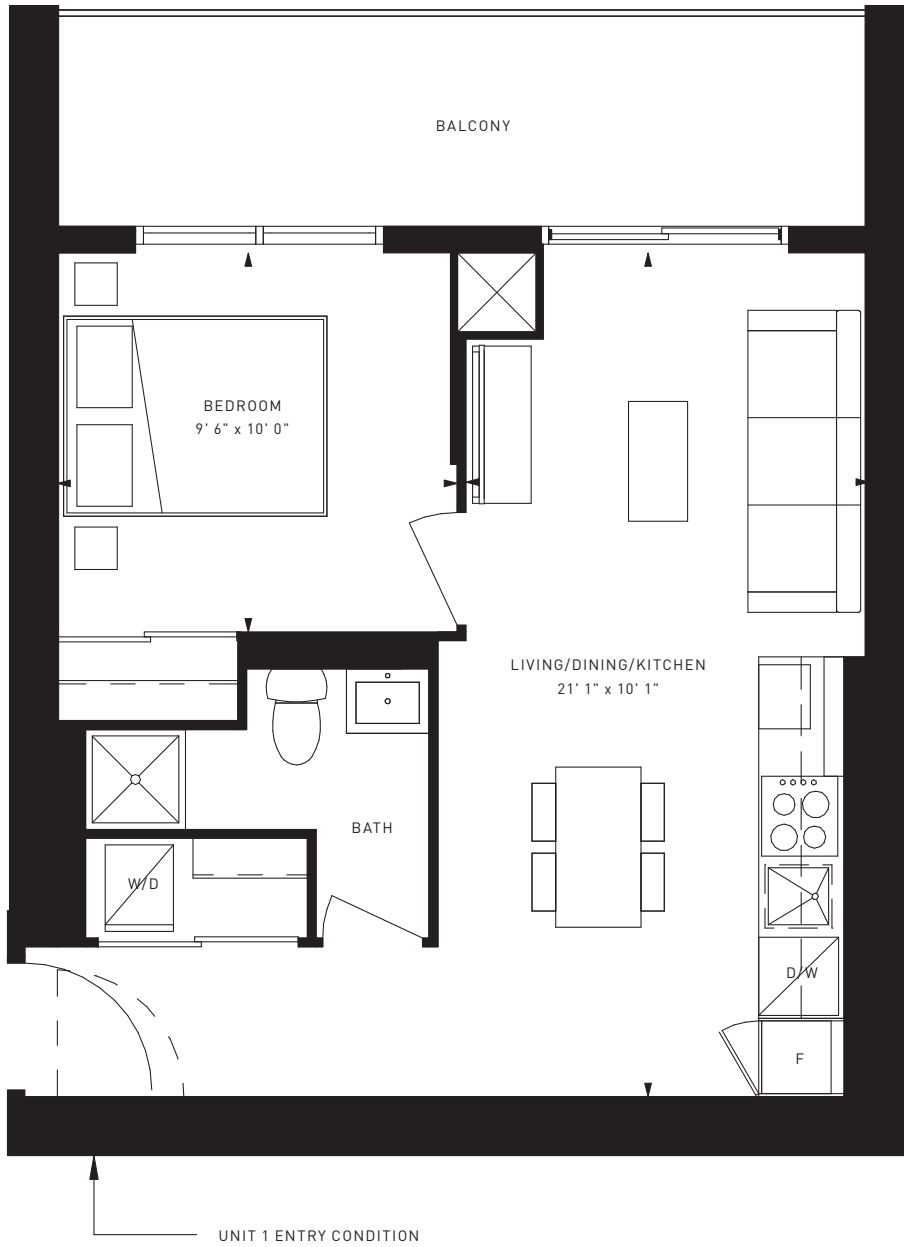 BALCONY
BEDROOM
9' 6" x 10' 0"
LIVING/DINING/KITCHEN
21' 1" x 10' 1"
BATH
W/D
D/W
F
UNIT 1 ENTRY CONDITION